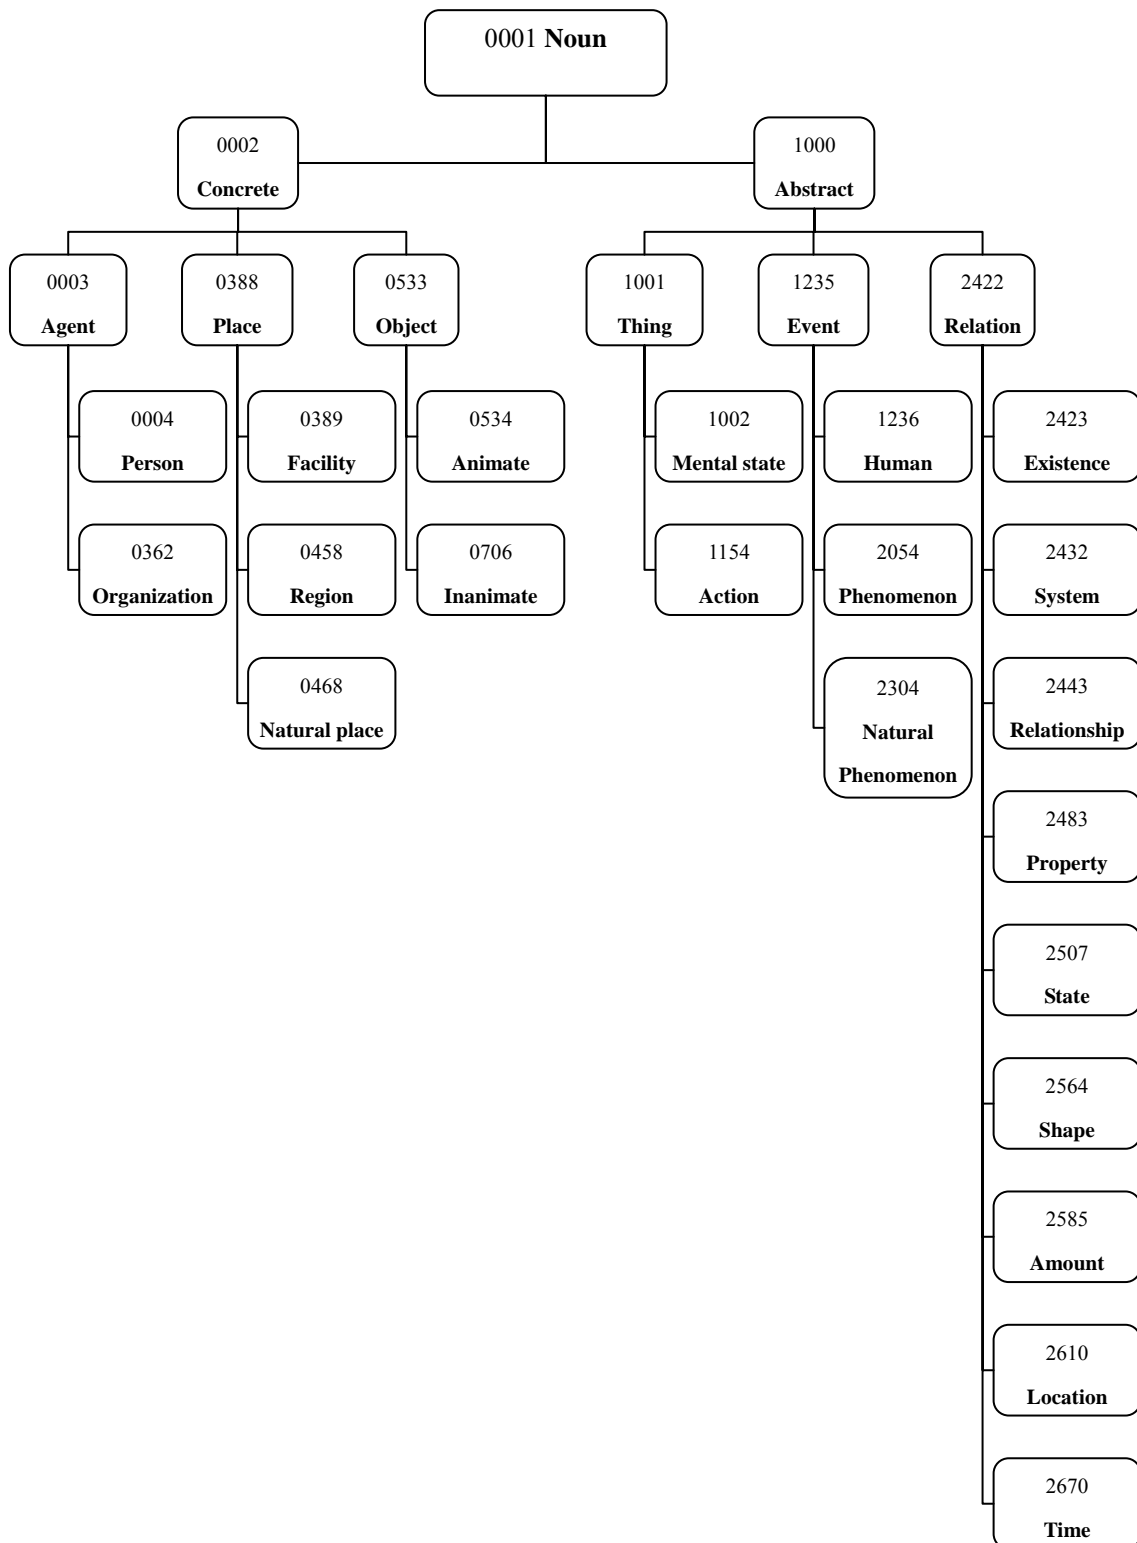 0001 Noun
0002
Concrete
1000
Abstract
0003
Agent
0388
Place
0533
Object
1001
Thing
1235
Event
2422
Relation
0004
Person
0389
Facility
0534
Animate
1002
Mental state
1236
Human
2423
Existence
0362
Organization
0458
Region
0706
Inanimate
1154
Action
2054
Phenomenon
2432
System
0468
Natural place
2304
Natural
Phenomenon
2443
Relationship
2483
Property
2507
State
2564
Shape
2585
Amount
2610
Location
2670
Time